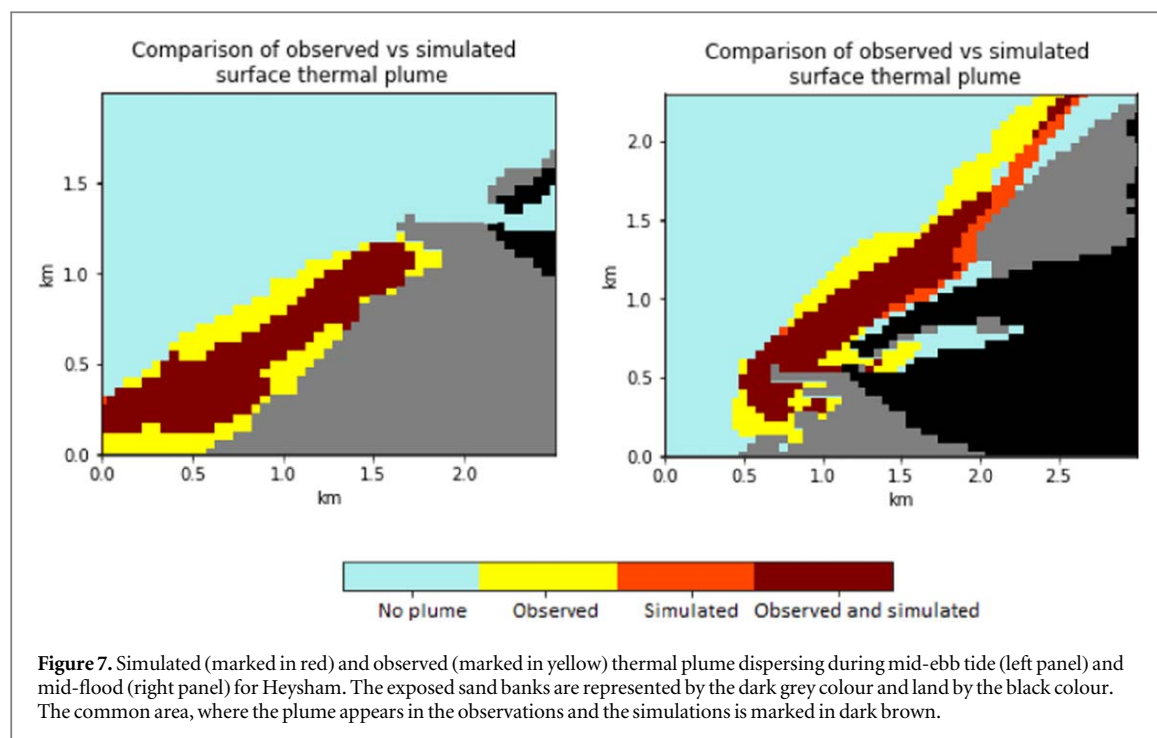 Comparison of observed vs simulated
surface thermal plume
km
1.5
1.0
0.5
0.0
0.0 0.5 1.0 1.5 2.0
km
Comparison of observed vs simulated
surface thermal plume
km
2.0
1.5
1.0
0.5
0.0
0.0 0.5 1.0 1.5 2.0 2.5
km
No plume Observed Simulated Observed and simulated
Figure 7. Simulated (marked in red) and observed (marked in yellow) thermal plume dispersing during mid-ebb tide (left panel) and
mid-flood (right panel) for Heysham. The exposed sand banks are represented by the dark grey colour and land by the black colour.
The common area, where the plume appears in the observations and the simulations is marked in dark brown.